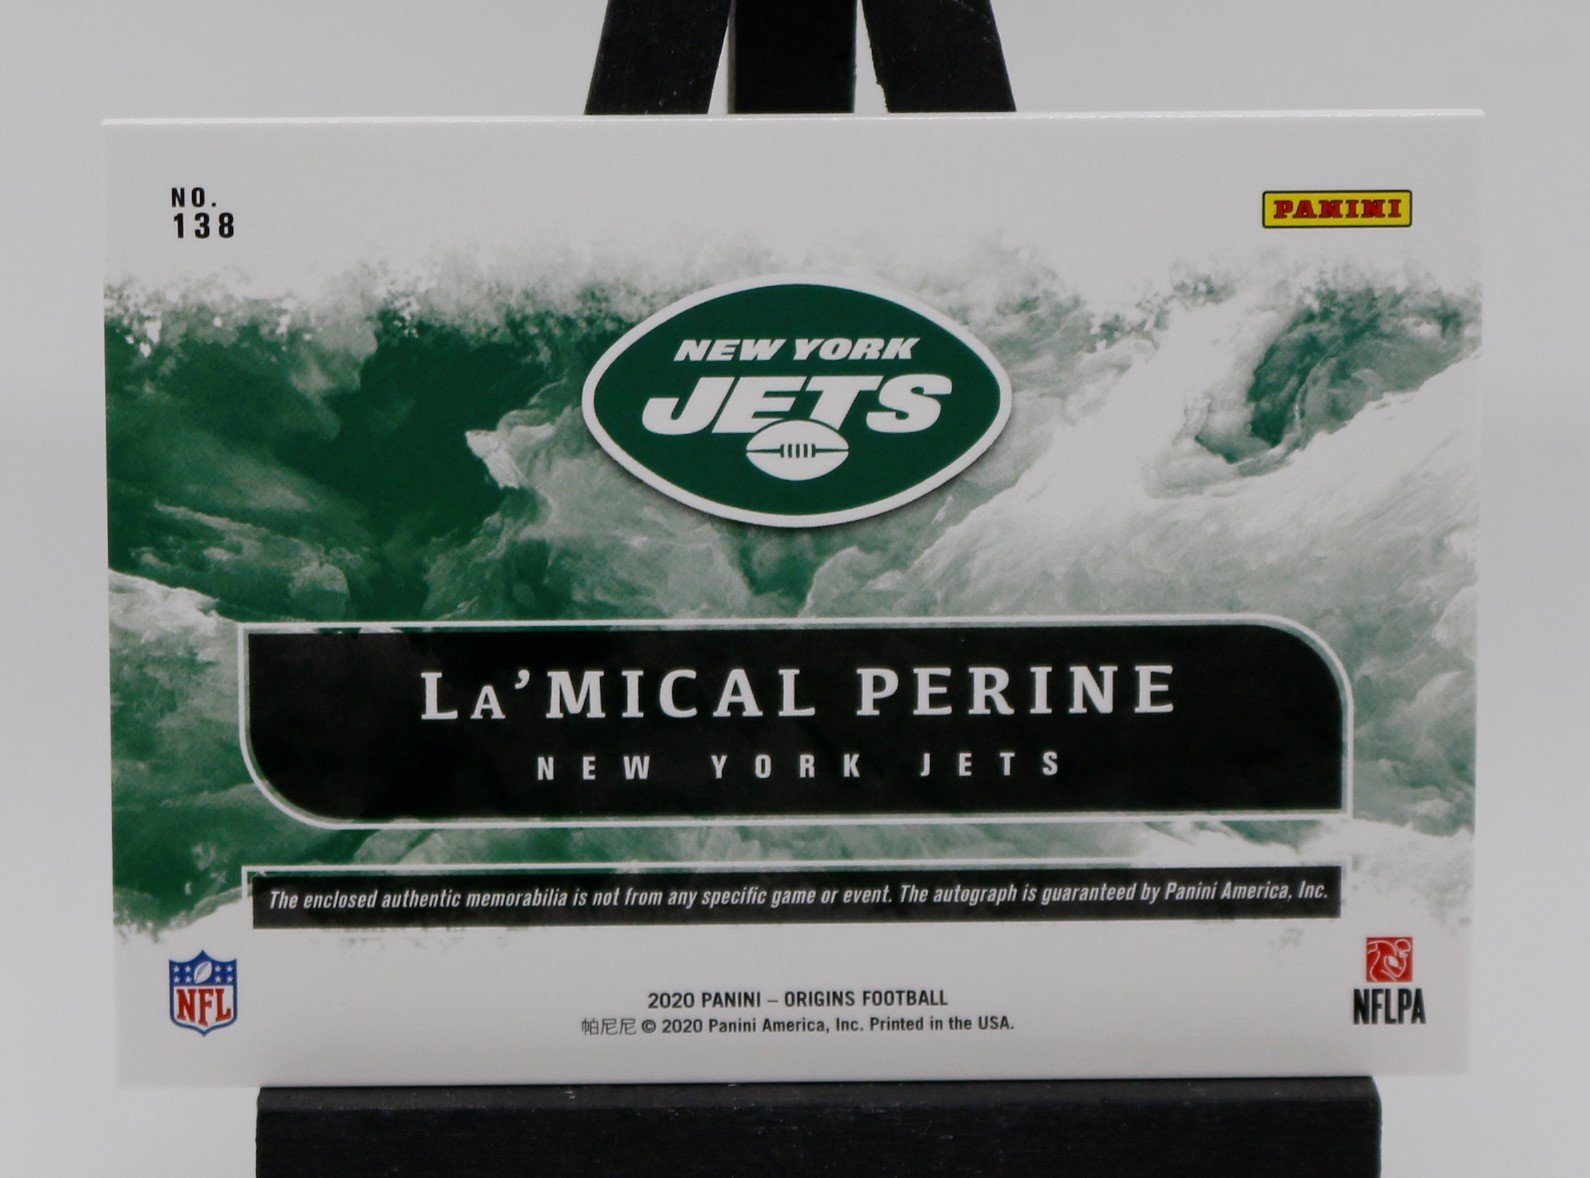 NO.
138
PANINI
NEW YORK
JETS
LA'MICAL PERINE
NEW YORK JETS
The enclosed authentic memorabilia is not from any specific game or event. The autograph is guaranteed by Panini America, Inc.
NFL
2020 PANINI – ORIGINS FOOTBALL
帕尼尼 © 2020 Panini America, Inc. Printed in the USA.
NFLPA